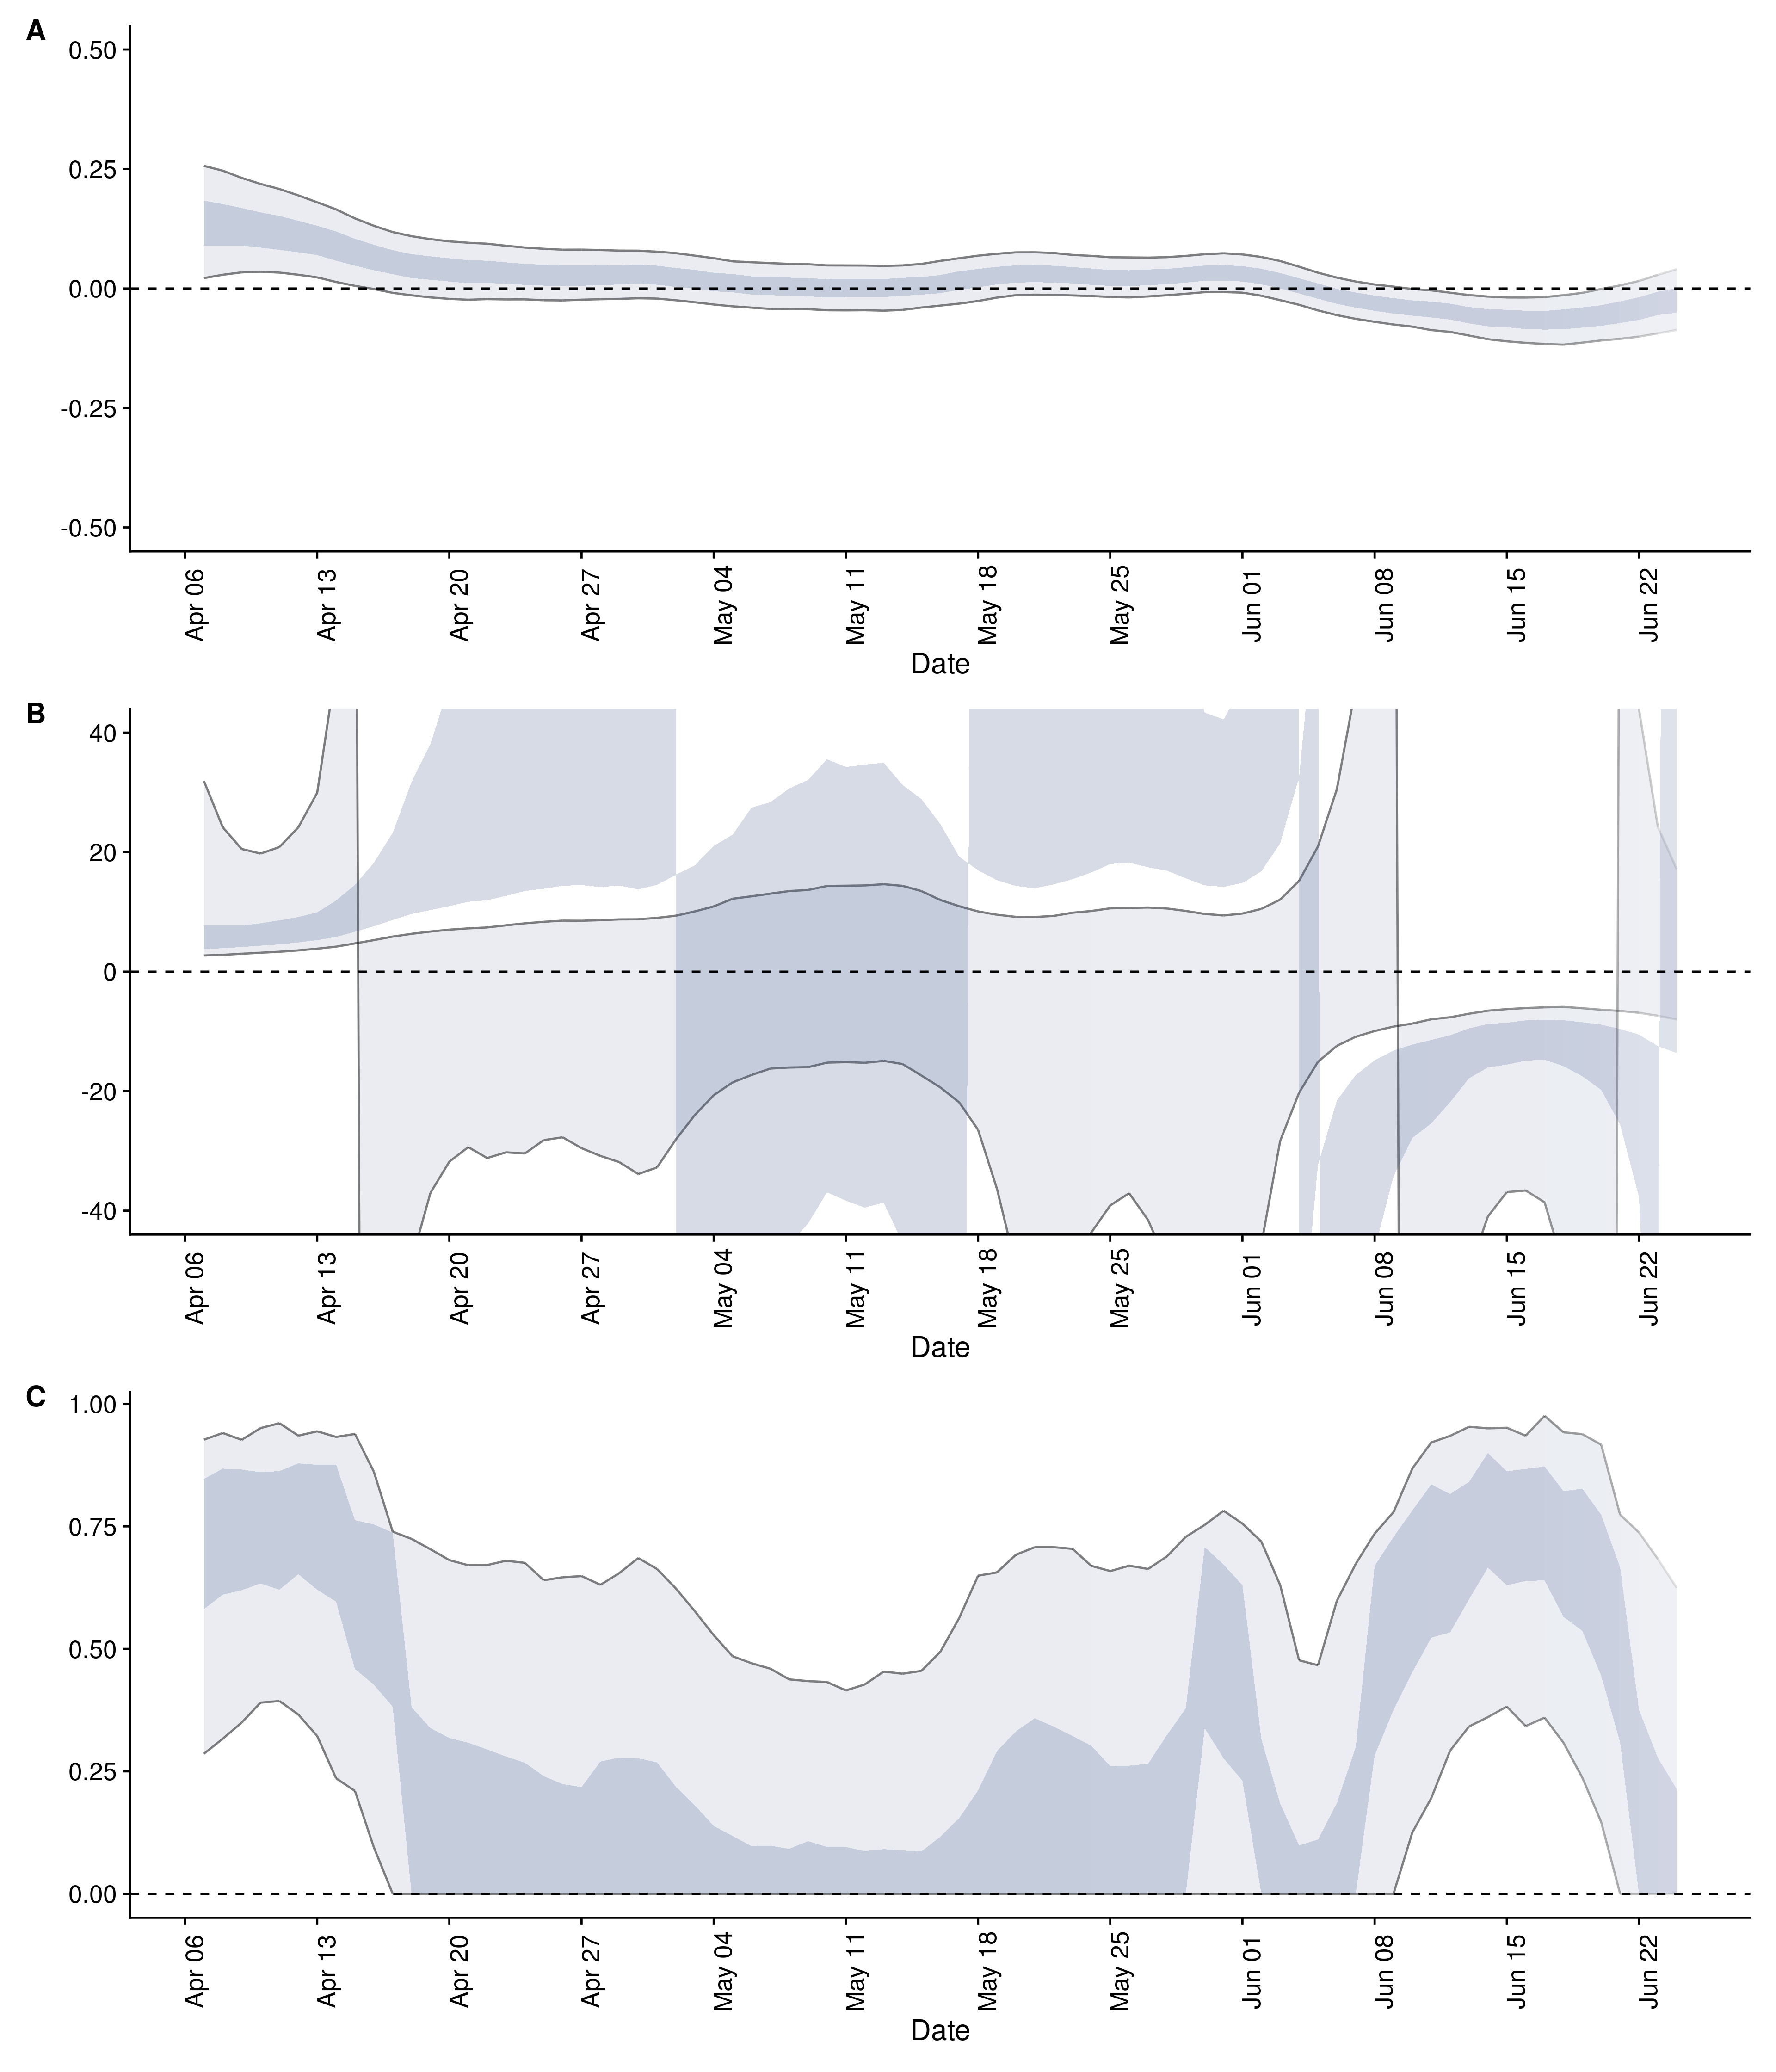 A
0.50
0.25
0.00
-0.25
-0.50
Apr 06
Apr 13
Apr 20
Apr 27
May 04
May 11
May 18
May 25
Jun 01
Jun 08
Jun 15
Jun 22
Date
B
40
20
0
-20
-40
Apr 06
Apr 13
Apr 20
Apr 27
May 04
May 11
May 18
May 25
Jun 01
Jun 08
Jun 15
Jun 22
Date
C
1.00
0.75
0.50
0.25
0.00
Apr 06
Apr 13
Apr 20
Apr 27
May 04
May 11
May 18
May 25
Jun 01
Jun 08
Jun 15
Jun 22
Date